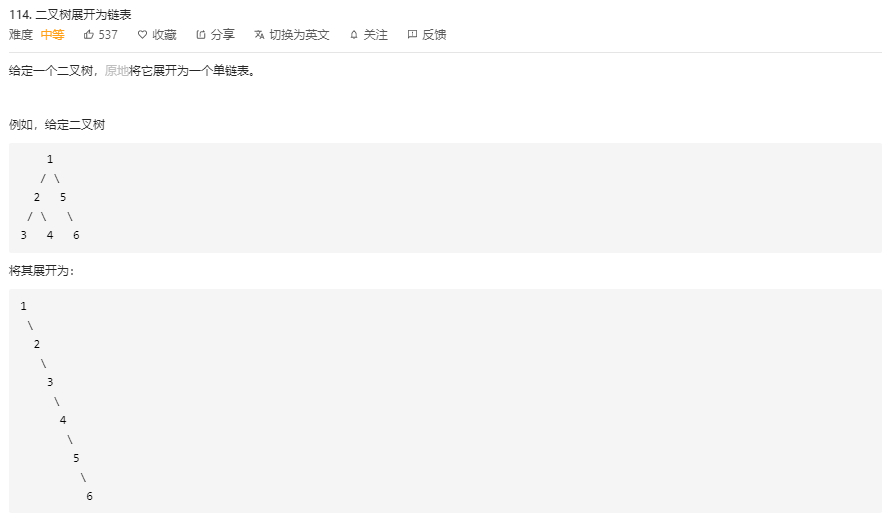 114. 二叉树展开为链表
难度 中等 537 收藏 分享 切换为英文 关注 反馈
给定一个二叉树，原地将它展开为一个单链表。
例如，给定二叉树
    1
   / \
  2   5
 / \   \
3   4   6
将其展开为：
1
 \
  2
   \
    3
     \
      4
       \
        5
         \
          6